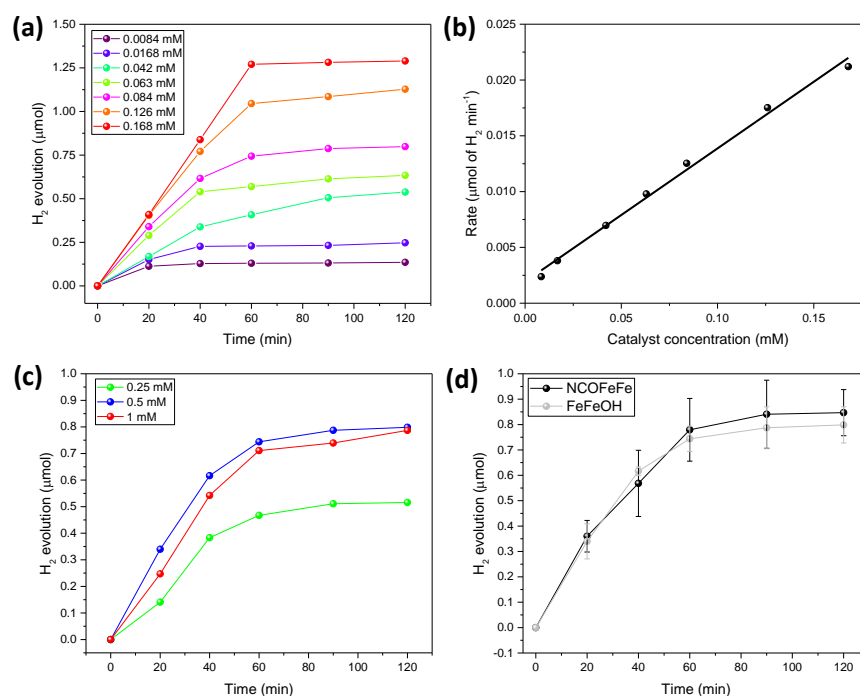 (a)
0.0084 mM
0.0168 mM
0.042 mM
0.063 mM
0.084 mM
0.126 mM
0.168 mM
1.50
1.25
1.00
0.75
0.50
0.25
0.00
H₂ evolution (μmol)
0 20 40 60 80 100 120
Time (min)
(b)
0.025
0.020
0.015
0.010
0.005
0.000
Rate (μmol of H₂ min⁻¹)
0.00 0.05 0.10 0.15
Catalyst concentration (mM)
(c)
0.25 mM
0.5 mM
1 mM
1.0
0.9
0.8
0.7
0.6
0.5
0.4
0.3
0.2
0.1
0.0
H₂ evolution (μmol)
0 20 40 60 80 100 120
Time (min)
(d)
NCOFeFe
FeFeOH
1.0
0.9
0.8
0.7
0.6
0.5
0.4
0.3
0.2
0.1
0.0
-0.1
H₂ evolution (μmol)
0 20 40 60 80 100 120
Time (min)